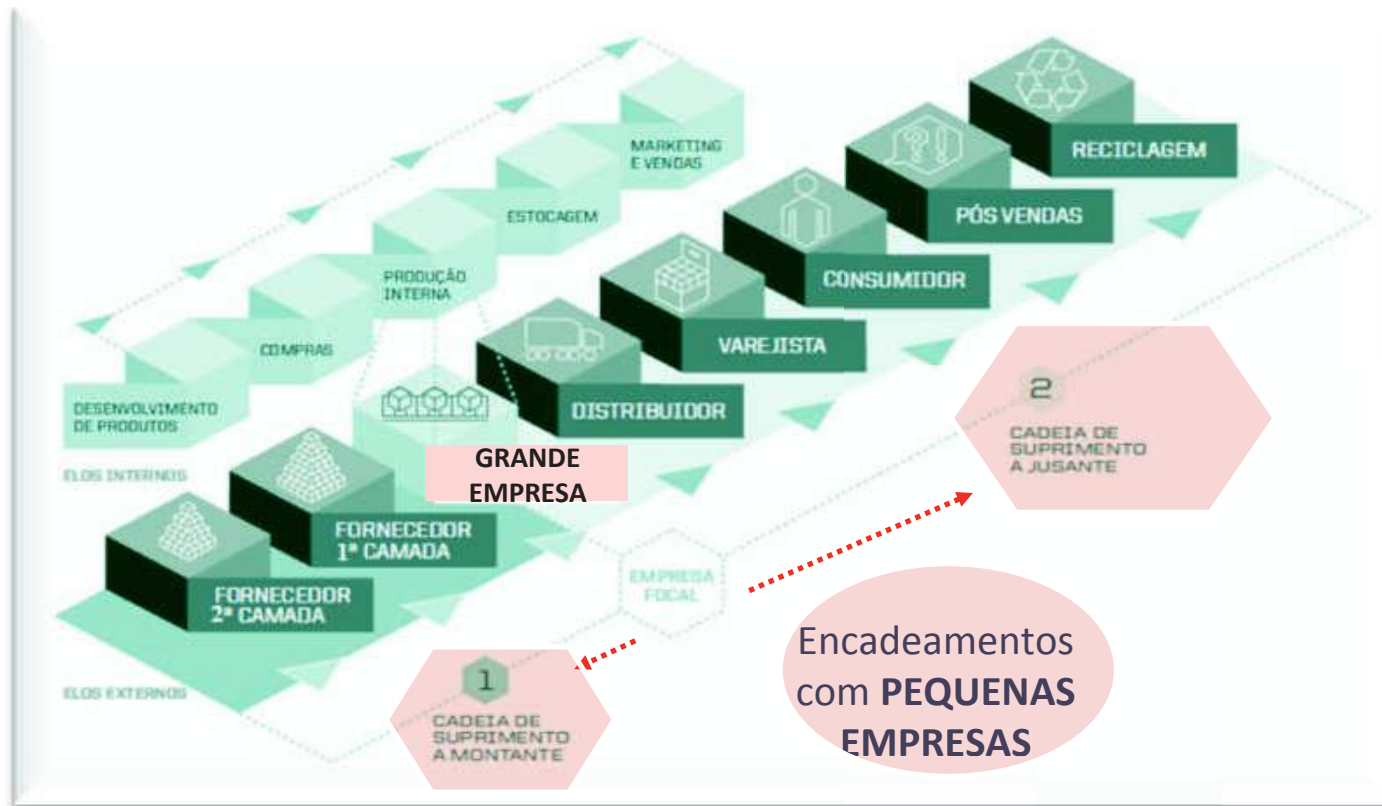 RECICLAGEM
MARKETING
E VENDAS
PÓS VENDAS
ESTOCAGEM
CONSUMIDOR
PRODUÇÃO
INTERNA
VAREJISTA
COMPRAS
DISTRIBUIDOR
DESENVOLVIMENTO
DE PRODUTOS
ELOS INTERNOS
GRANDE
EMPRESA
FORNECEDOR
1ª CAMADA
FORNECEDOR
2ª CAMADA
ELOS EXTERNOS
EMPRESA
FOCAL
2
CADEIA DE
SUPRIMENTO
A JUSANTE
1
CADEIA DE
SUPRIMENTO
A MONTANTE
Encadeamentos
com PEQUENAS
EMPRESAS